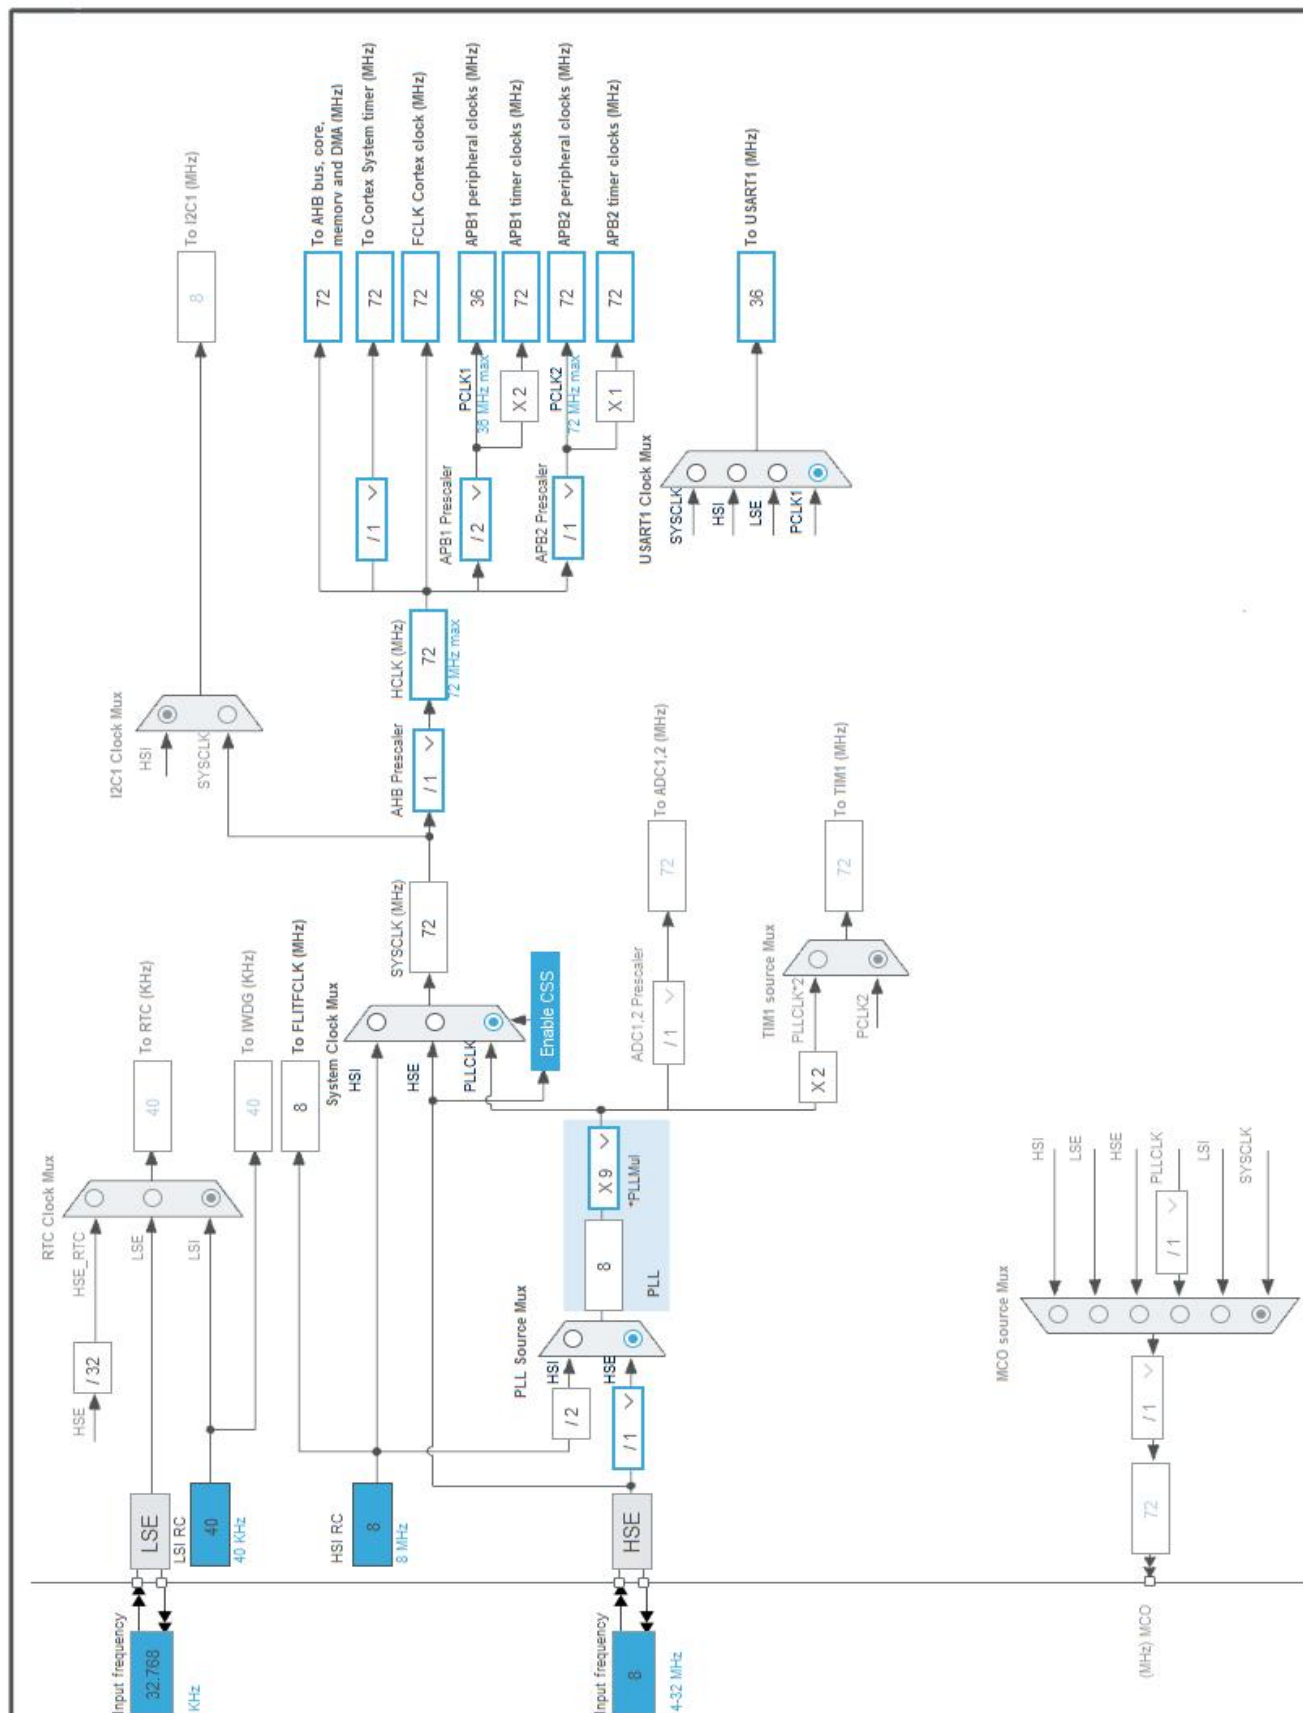 RTC Clock Mux
HSE
/ 32
HSE_RTC
To RTC (KHz)
40
Input frequency
32.768
KHz
LSE
LSE
LSI RC
40
40 KHz
LSI
To IWDG (KHz)
40
I2C1 Clock Mux
HSI
SYSCLK
To I2C1 (MHz)
8
HSI RC
8
8 MHz
To FLITFCLK (MHz)
8
System Clock Mux
HSI
HSE
PLLCLK
Enable CSS
SYSCLK (MHz)
72
AHB Prescaler
/ 1
HCLK (MHz)
72
72 MHz max
72
To AHB bus, core,
memory and DMA (MHz)
/ 1
72
To Cortex System timer (MHz)
72
FCLK Cortex clock (MHz)
APB1 Prescaler
/ 2
PCLK1
36 MHz max
36
APB1 peripheral clocks (MHz)
X 2
72
APB1 timer clocks (MHz)
APB2 Prescaler
/ 1
PCLK2
72 MHz max
72
APB2 peripheral clocks (MHz)
X 1
72
APB2 timer clocks (MHz)
PLL Source Mux
HSI
/ 2
HSE
/ 1
Input frequency
8
4-32 MHz
HSE
8
X 9
*PLLMul
PLL
ADC1,2 Prescaler
/ 1
72
To ADC1,2 (MHz)
USART1 Clock Mux
SYSCLK
HSI
LSE
PCLK1
36
To USART1 (MHz)
TIM1 source Mux
X 2
PLLCLK*2
PCLK2
72
To TIM1 (MHz)
MCO source Mux
HSI
LSE
HSE
PLLCLK
/ 1
LSI
SYSCLK
/ 1
72
(MHz) MCO